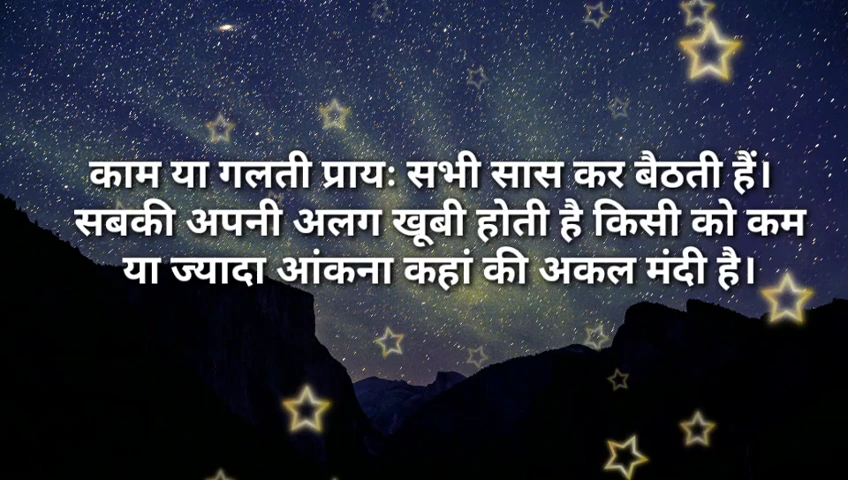 काम या गलती प्रायः सभी सास कर बैठती हैं।
सबकी अपनी अलग खूबी होती है किसी को कम
या ज्यादा आंकना कहां की अकल मंदी है।